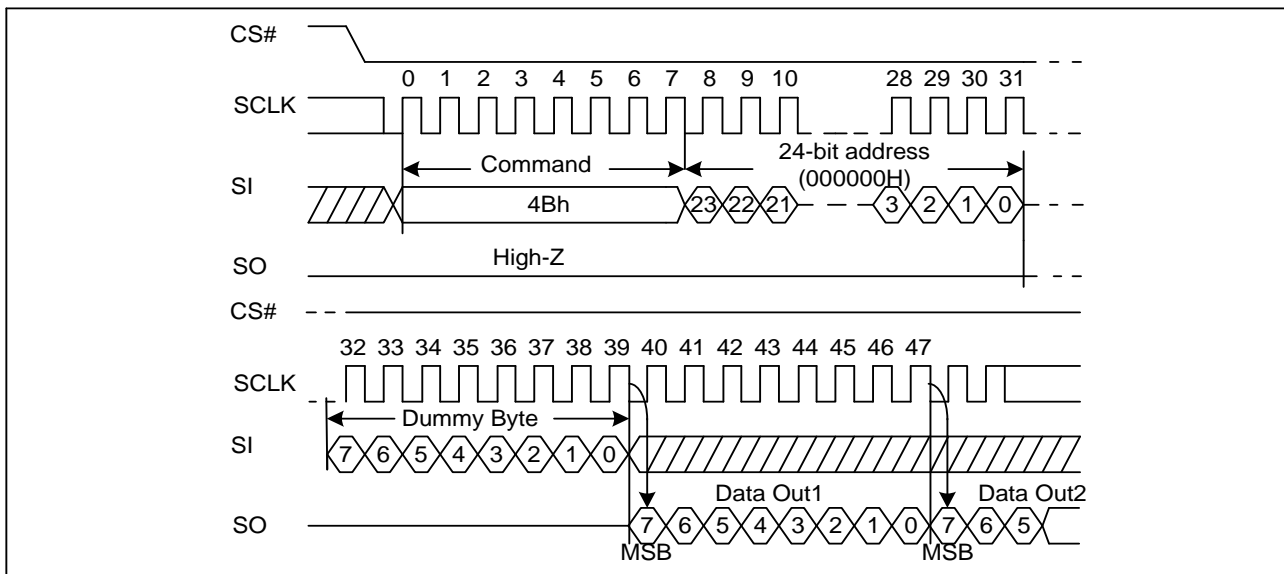 CS#
0 1 2 3 4 5 6 7 8 9 10 28 29 30 31
SCLK
Command 24-bit address
(000000H)
SI
4Bh 23 22 21 3 2 1 0
High-Z
SO
CS#
32 33 34 35 36 37 38 39 40 41 42 43 44 45 46 47
SCLK
Dummy Byte
SI
7 6 5 4 3 2 1 0
Data Out1 Data Out2
SO
7 6 5 4 3 2 1 0 7 6 5
MSB MSB